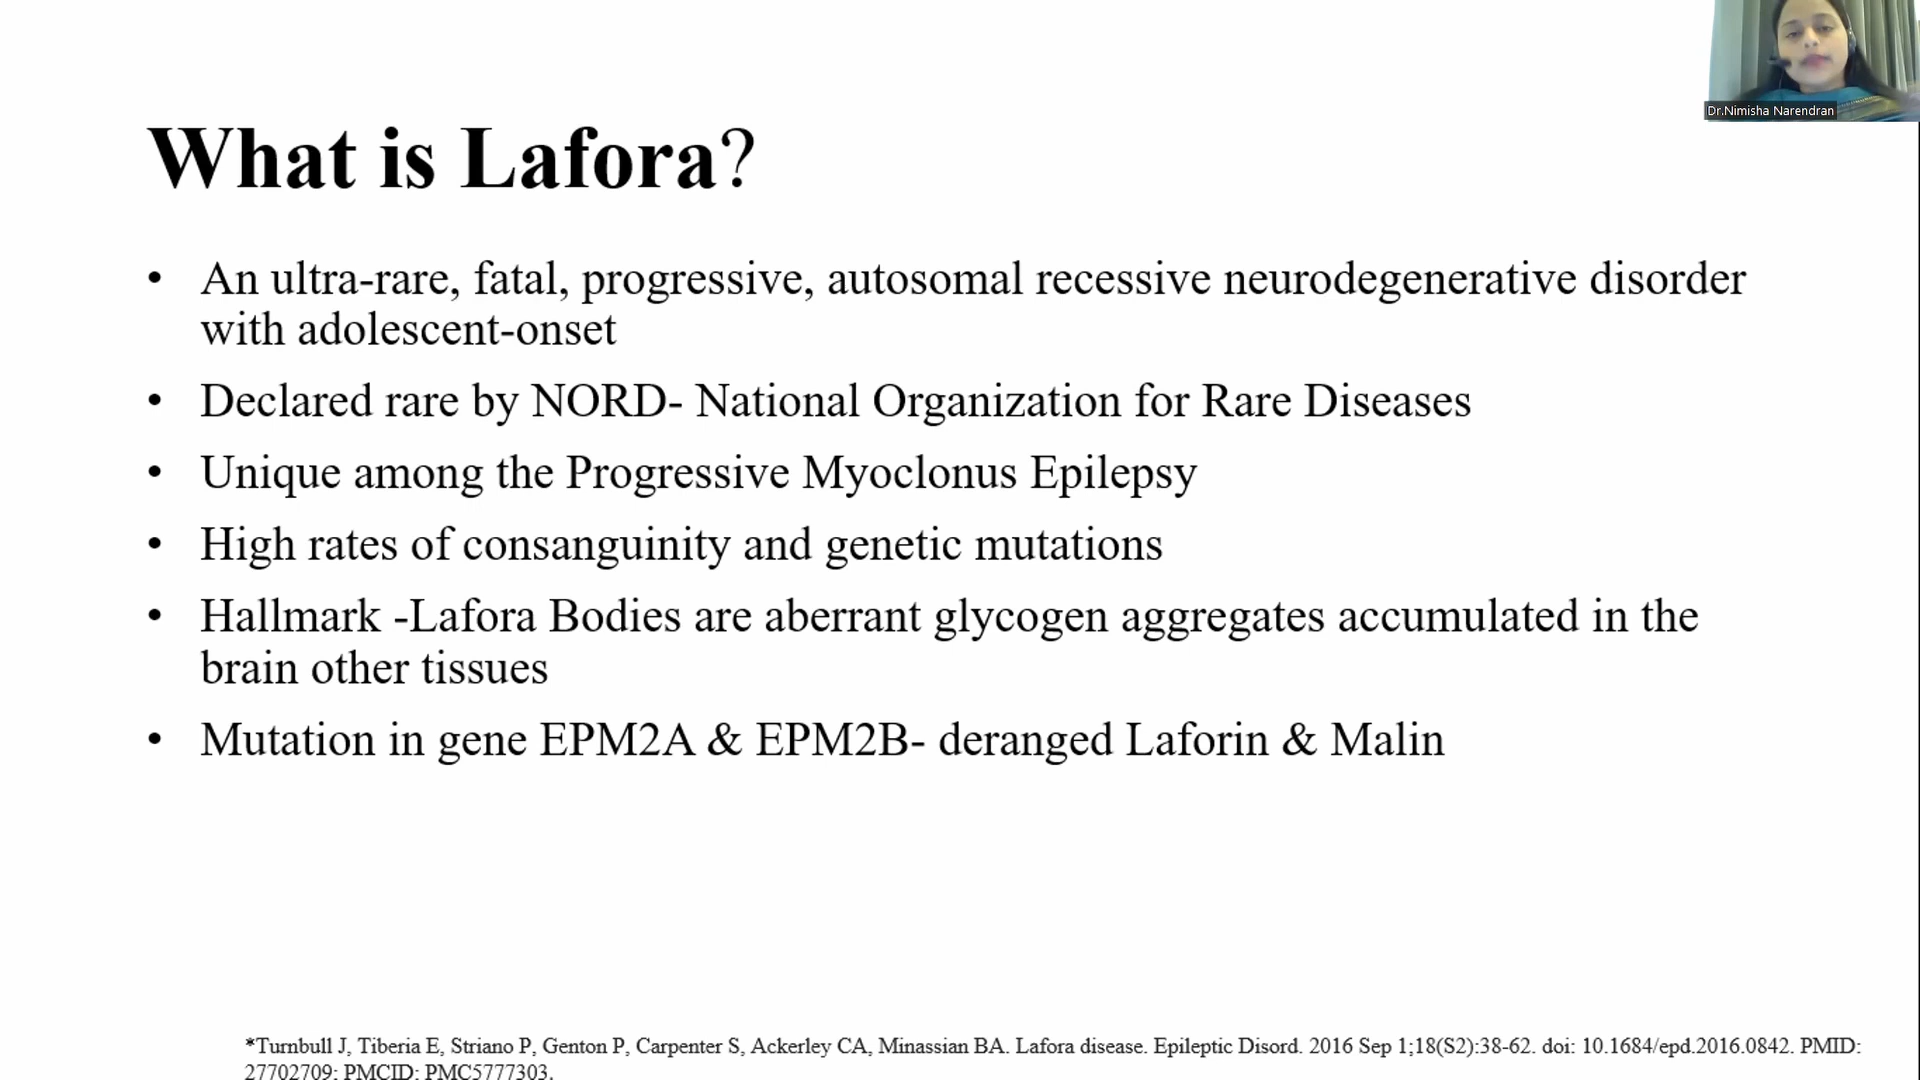 Dr.Nimisha Narendran
What is Lafora?
• An ultra-rare, fatal, progressive, autosomal recessive neurodegenerative disorder
with adolescent-onset
• Declared rare by NORD- National Organization for Rare Diseases
• Unique among the Progressive Myoclonus Epilepsy
• High rates of consanguinity and genetic mutations
• Hallmark -Lafora Bodies are aberrant glycogen aggregates accumulated in the
brain other tissues
• Mutation in gene EPM2A & EPM2B- deranged Laforin & Malin
*Turnbull J, Tiberia E, Striano P, Genton P, Carpenter S, Ackerley CA, Minassian BA. Lafora disease. Epileptic Disord. 2016 Sep 1;18(S2):38-62. doi: 10.1684/epd.2016.0842. PMID:
27702709; PMCID: PMC5777303.